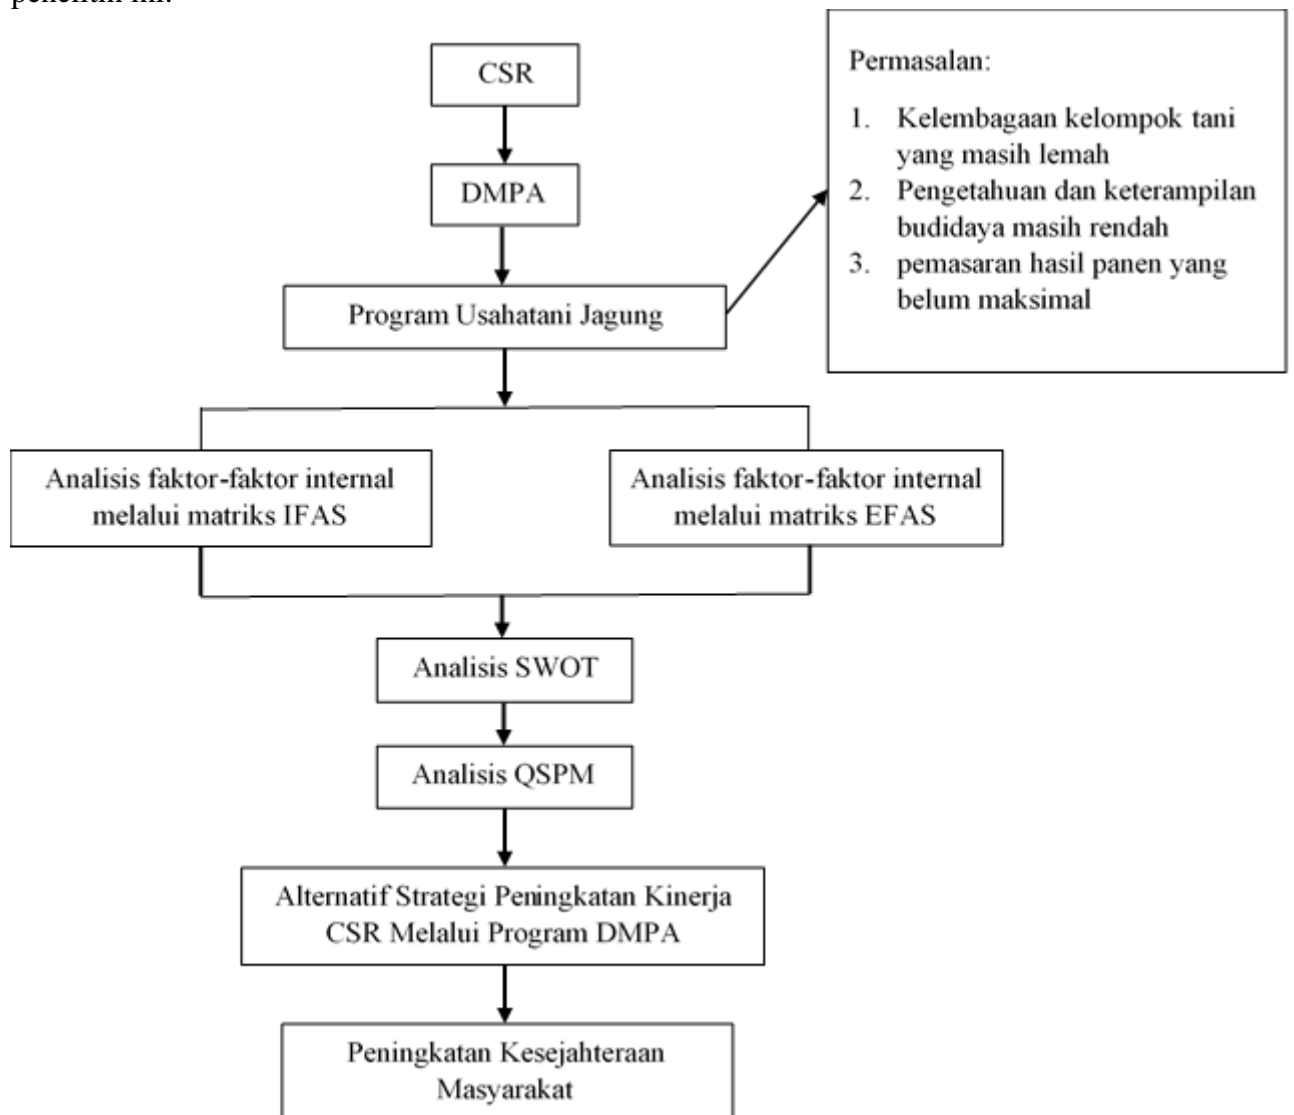 CSR
DMPA
Program Usahatani Jagung
Permasalan:
1. Kelembagaan kelompok tani
yang masih lemah
2. Pengetahuan dan keterampilan
budidaya masih rendah
3. pemasaran hasil panen yang
belum maksimal
Analisis faktor-faktor internal
melalui matriks IFAS
Analisis faktor-faktor internal
melalui matriks EFAS
Analisis SWOT
Analisis QSPM
Alternatif Strategi Peningkatan Kinerja
CSR Melalui Program DMPA
Peningkatan Kesejahteraan
Masyarakat